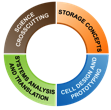 SCIENCE
CROSSCUTTING
STORAGE CONCEPTS
CELL DESIGN AND
PROTOTYPING
SYSTEMS ANALYSIS
AND TRANSLATION